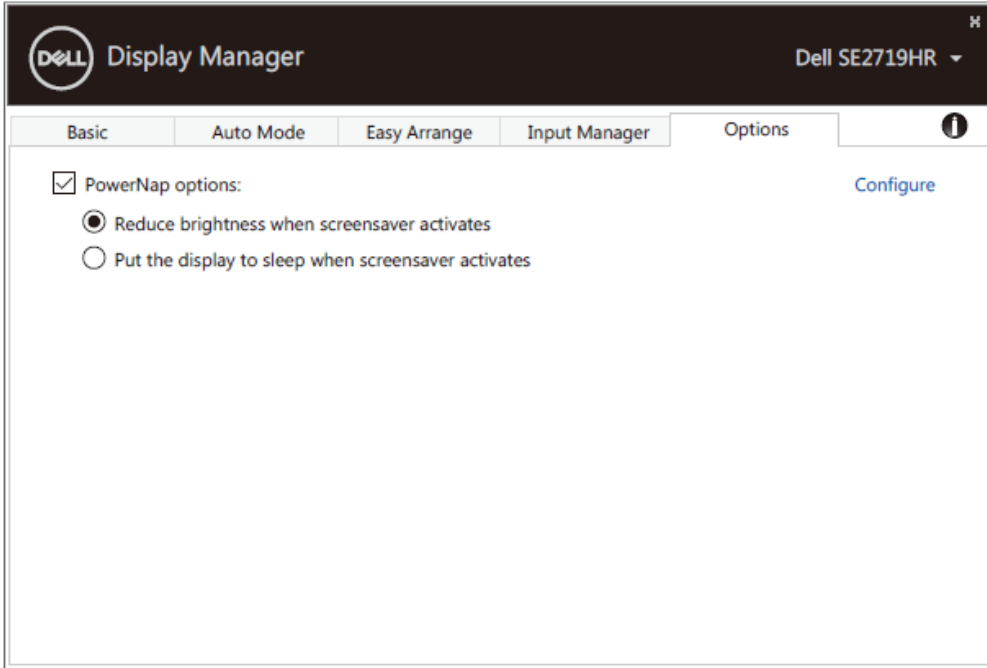 DELL
Display Manager
Dell SE2719HR
Basic
Auto Mode
Easy Arrange
Input Manager
Options
PowerNap options:
Configure
Reduce brightness when screensaver activates
Put the display to sleep when screensaver activates